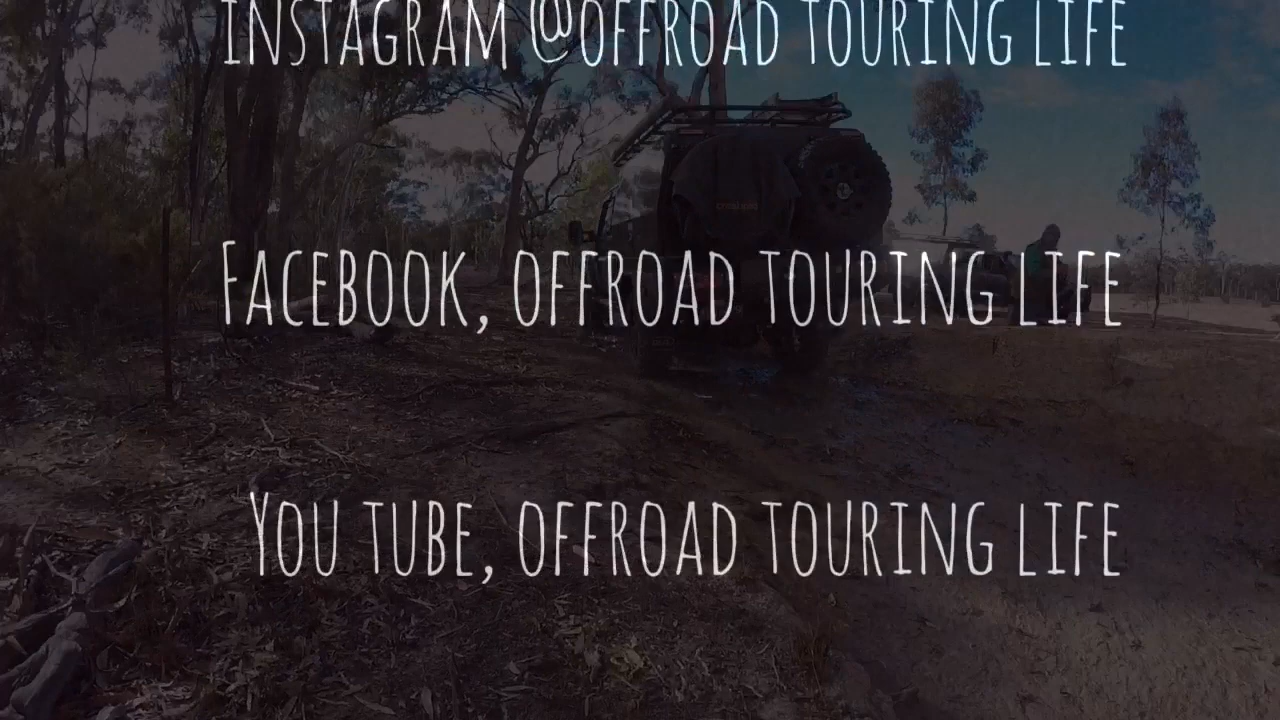 Instagram @offroad touring life
Facebook, offroad touring life
You tube, offroad touring life